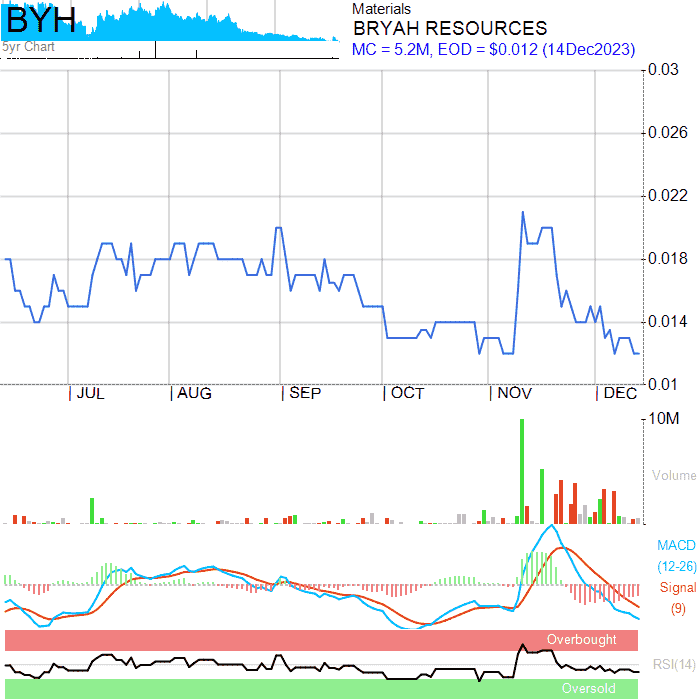 BYH
5yr Chart
Materials
BRYAH RESOURCES
MC = 5.2M, EOD = $0.012 (14Dec2023)
0.03
0.026
0.022
0.018
0.014
0.01
JUL AUG SEP OCT NOV DEC
10M
Volume
MACD
(12-26)
Signal
(9)
Overbought
RSI(14)
Oversold